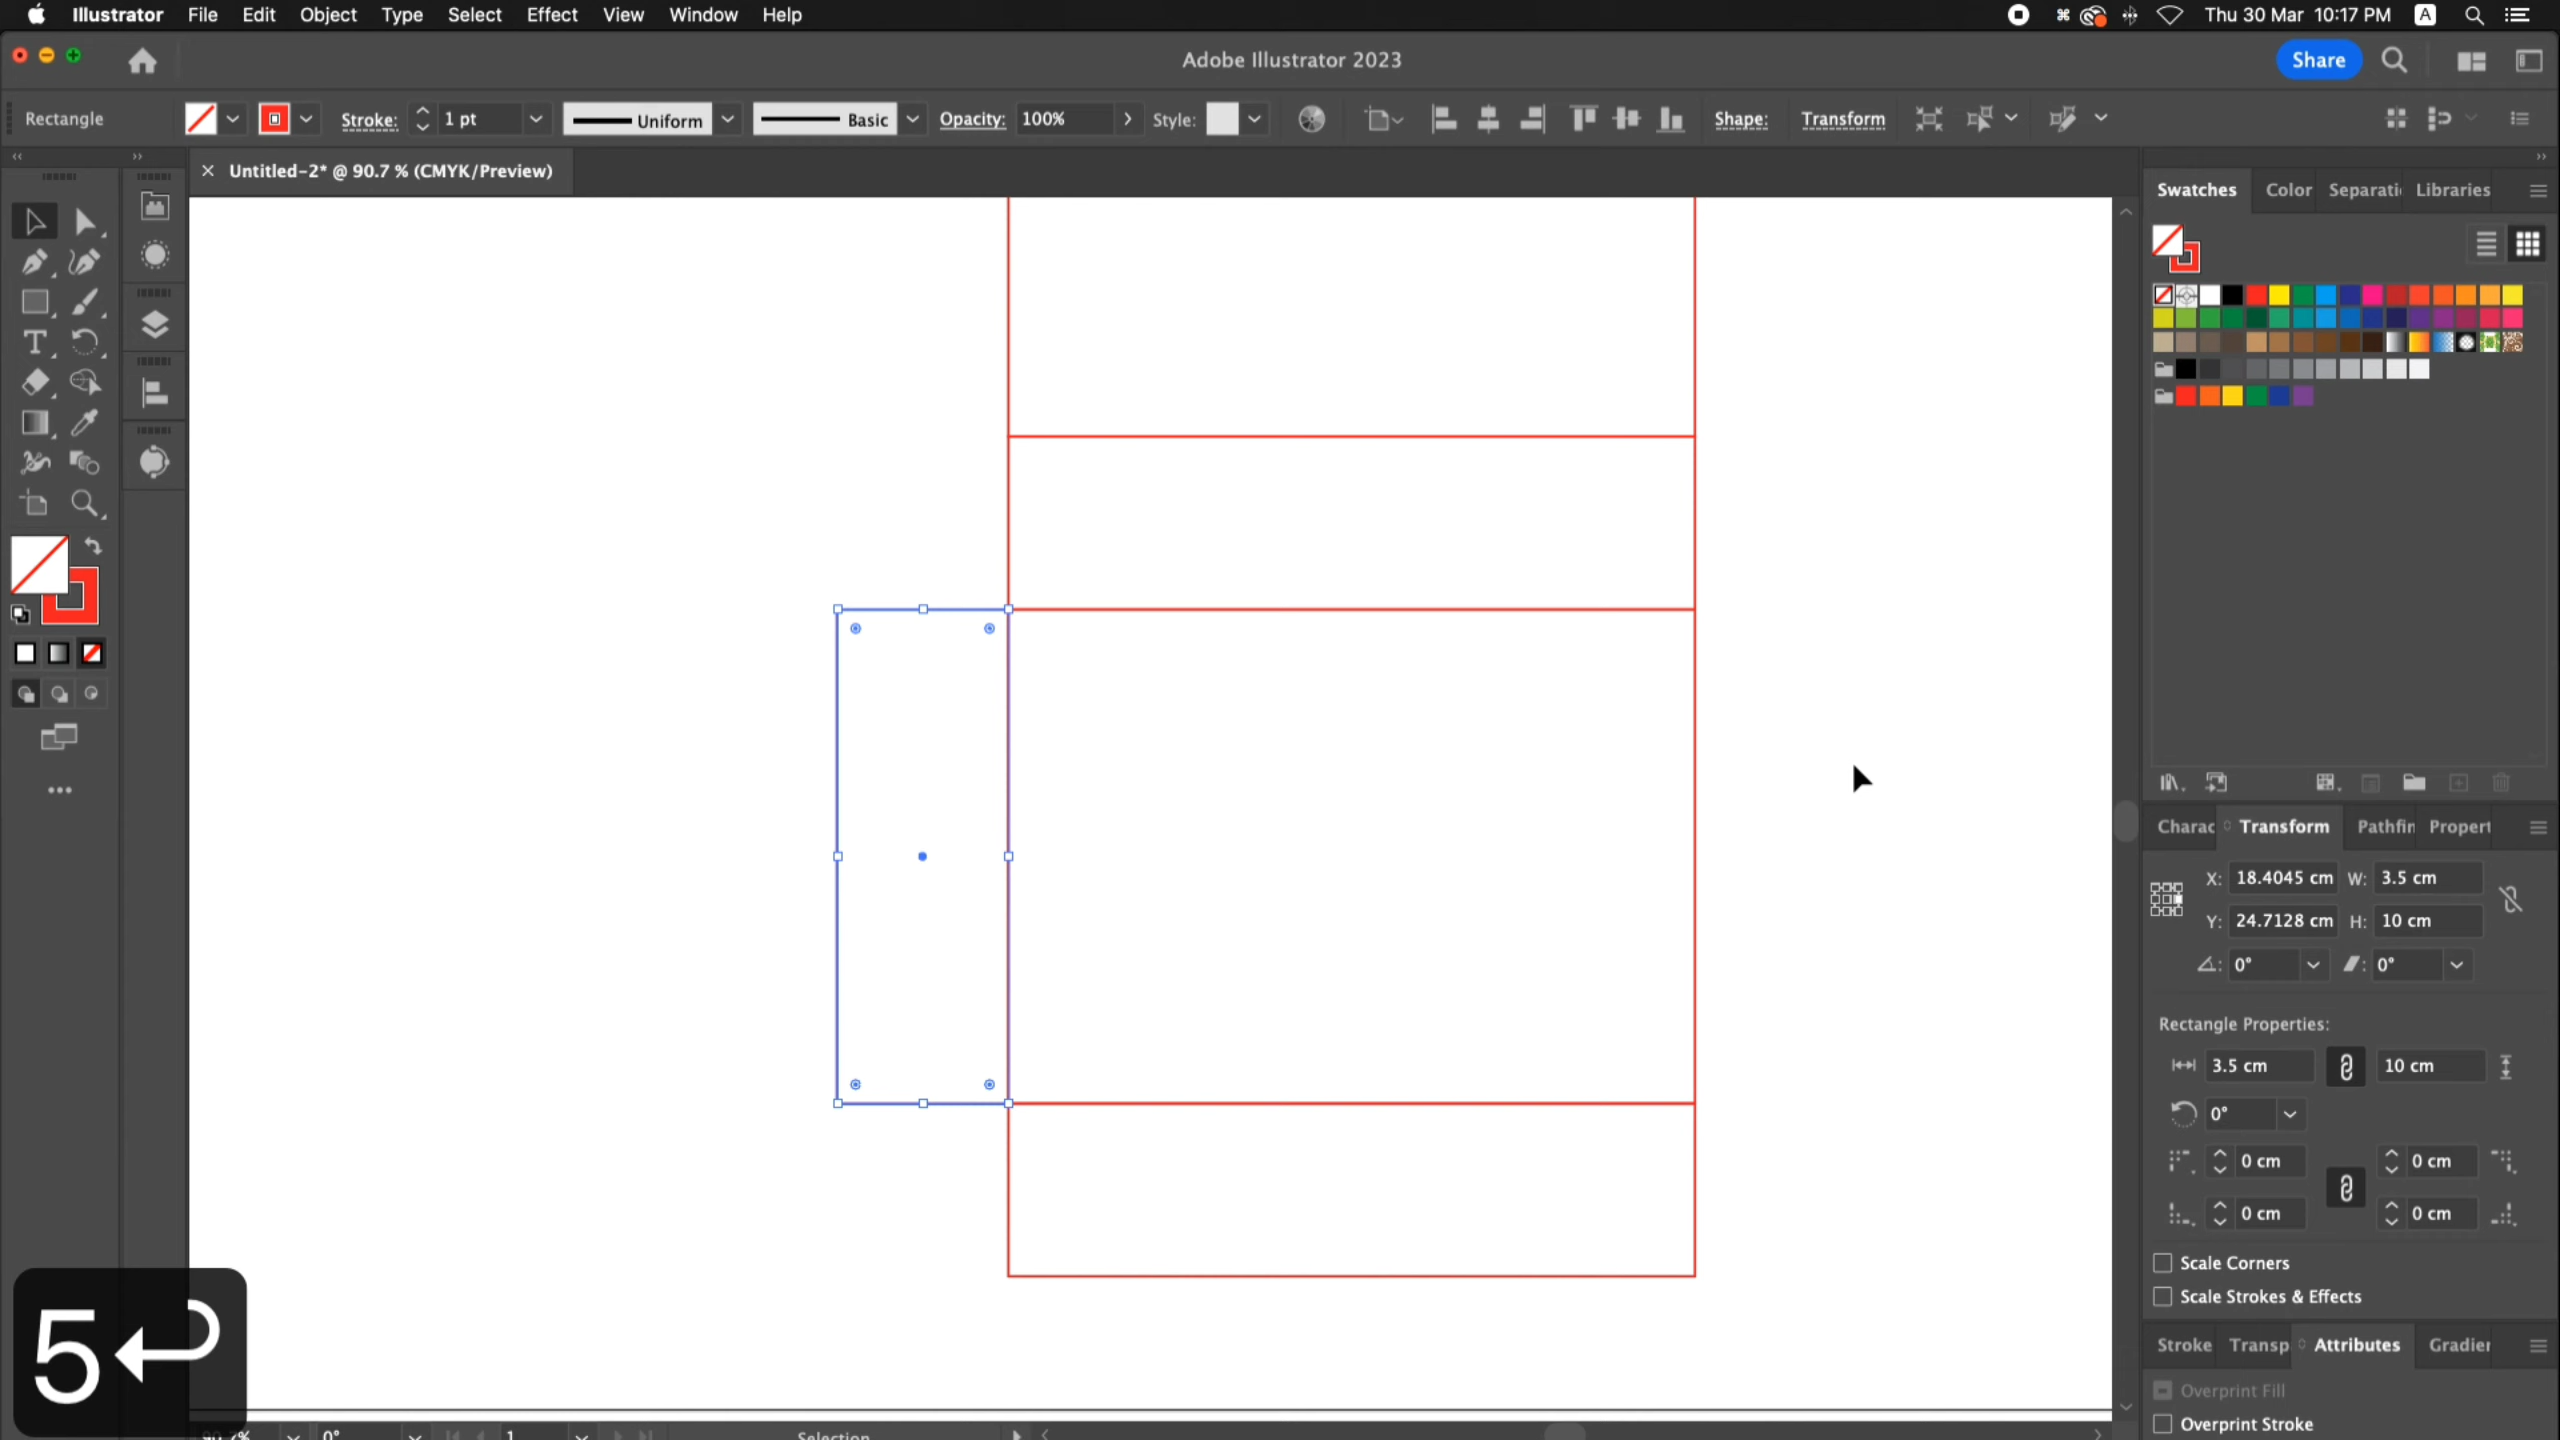 Illustrator File Edit Object Type Select Effect View Window Help
Thu 30 Mar 10:17 PM A
Adobe Illustrator 2023
Share
Rectangle Stroke: 1 pt Uniform Basic Opacity: 100% Style: Shape: Transform
Untitled-2* @ 90.7 % (CMYK/Preview)
Swatches Color Separati Libraries
Charac Transform Pathfin Propert
X: 18.4045 cm W: 3.5 cm
Y: 24.7128 cm H: 10 cm
0° 0°
Rectangle Properties:
3.5 cm 10 cm
0°
0 cm 0 cm
0 cm 0 cm
Scale Corners
Scale Strokes & Effects
Stroke Transp Attributes Gradier
Overprint Fill
Overprint Stroke
5
90.7% 0° 1 Selection